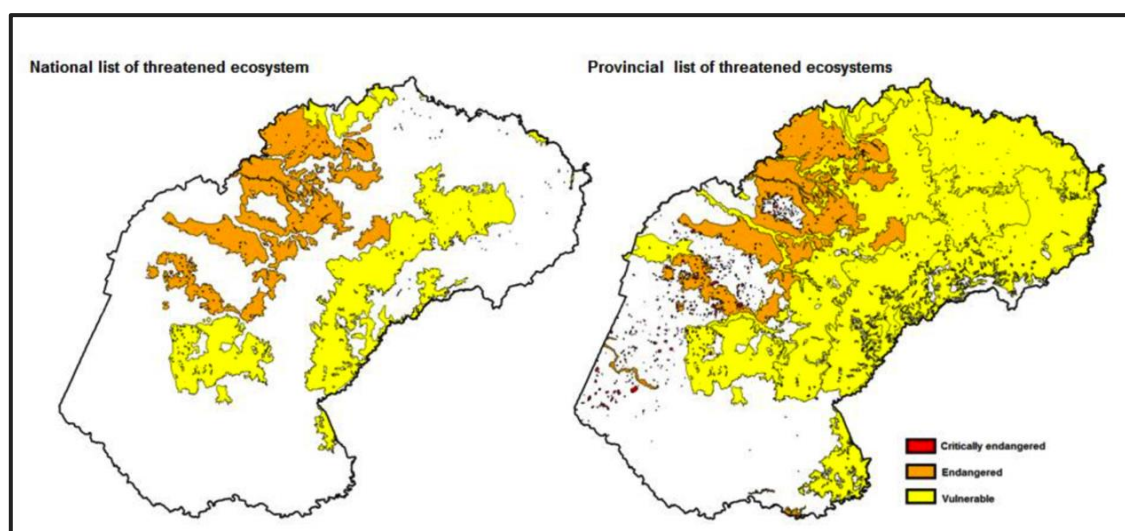 National list of threatened ecosystem
Provincial list of threatened ecosystems
Critically endangered
Endangered
Vulnerable